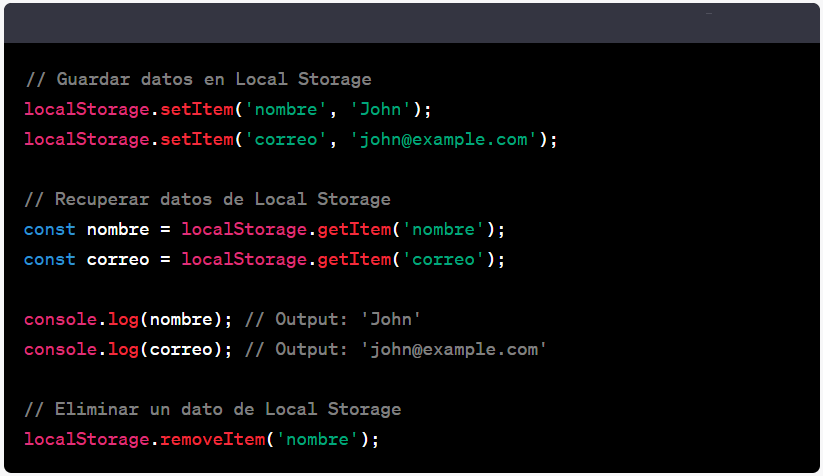 // Guardar datos en Local Storage
localStorage.setItem('nombre', 'John');
localStorage.setItem('correo', 'john@example.com');
// Recuperar datos de Local Storage
const nombre = localStorage.getItem('nombre');
const correo = localStorage.getItem('correo');
console.log(nombre); // Output: 'John'
console.log(correo); // Output: 'john@example.com'
// Eliminar un dato de Local Storage
localStorage.removeItem('nombre');